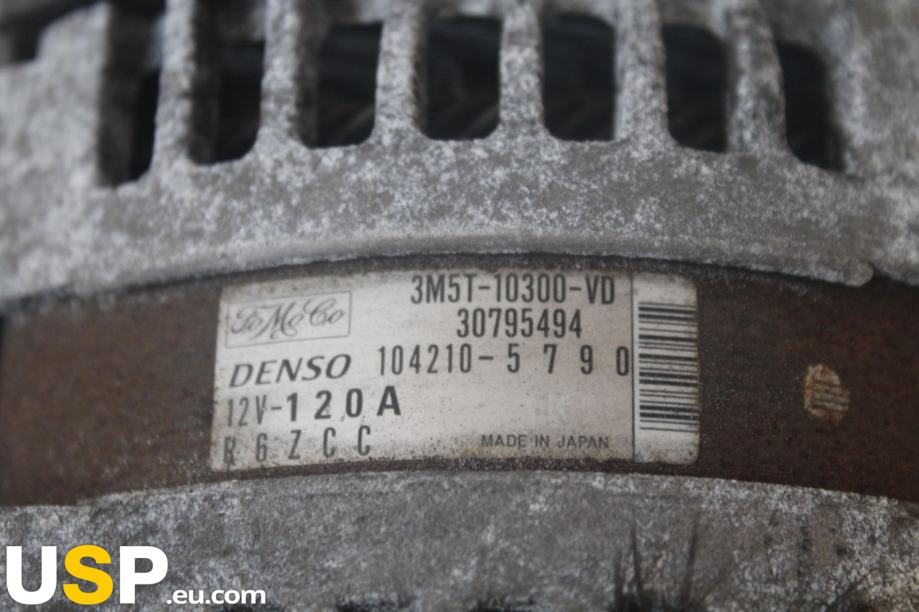 FoMoCo
3M5T-10300-VD
30795494
DENSO 104210-5790
12V-120A
R6ZCC
MADE IN JAPAN
USP.eu.com